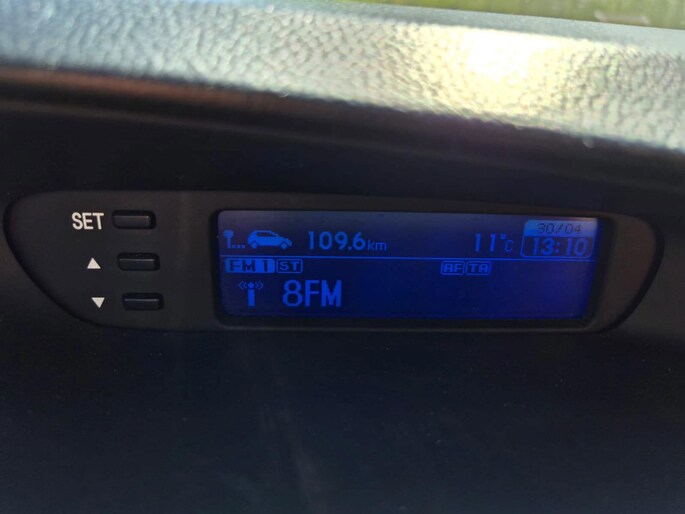 SET
30/04
109.6km 11°C 13:10
FM1 ST AF TA
8FM